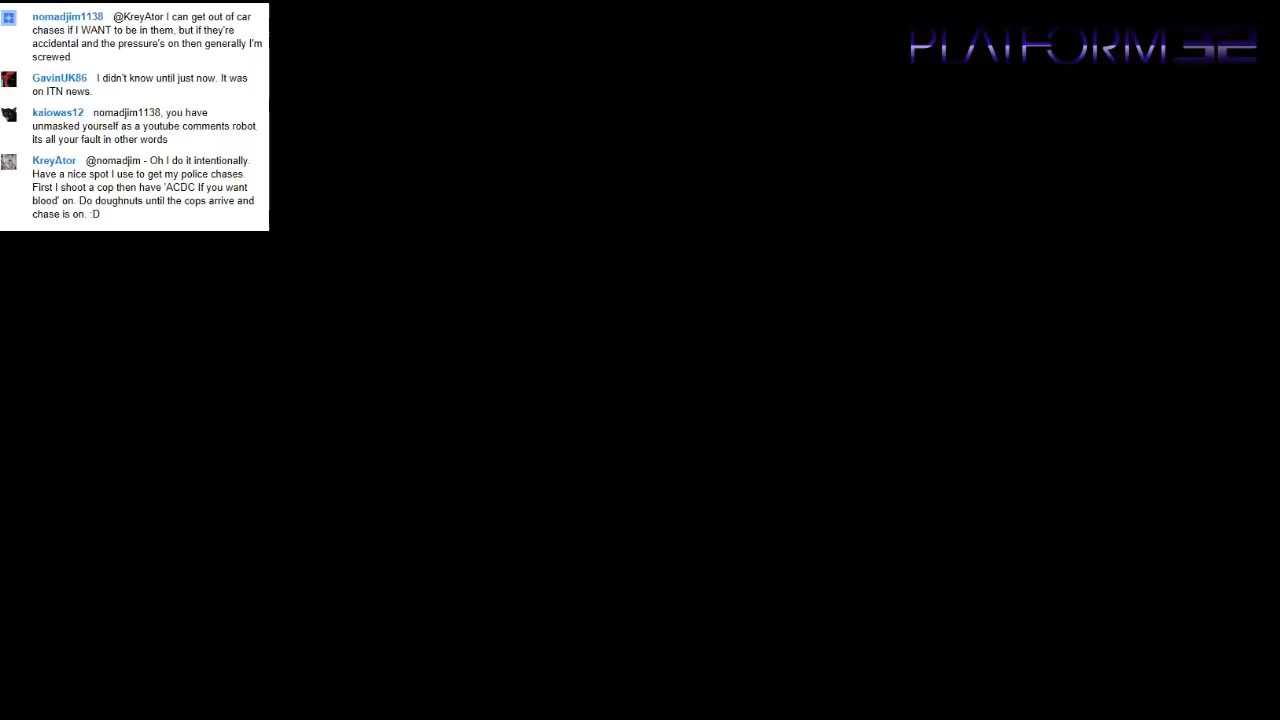 nomadjim1138 @KreyAtor I can get out of car
chases if I WANT to be in them, but if they're
accidental and the pressure's on then generally I'm
screwed.
GavinUK86 I didn't know until just now. It was
on ITN news.
kaiowas12 nomadjim1138, you have
unmasked yourself as a youtube comments robot.
its all your fault in other words
KreyAtor @nomadjim - Oh I do it intentionally.
Have a nice spot I use to get my police chases.
First I shoot a cop then have 'ACDC If you want
blood' on. Do doughnuts until the cops arrive and
chase is on. :D
PLATFORM32